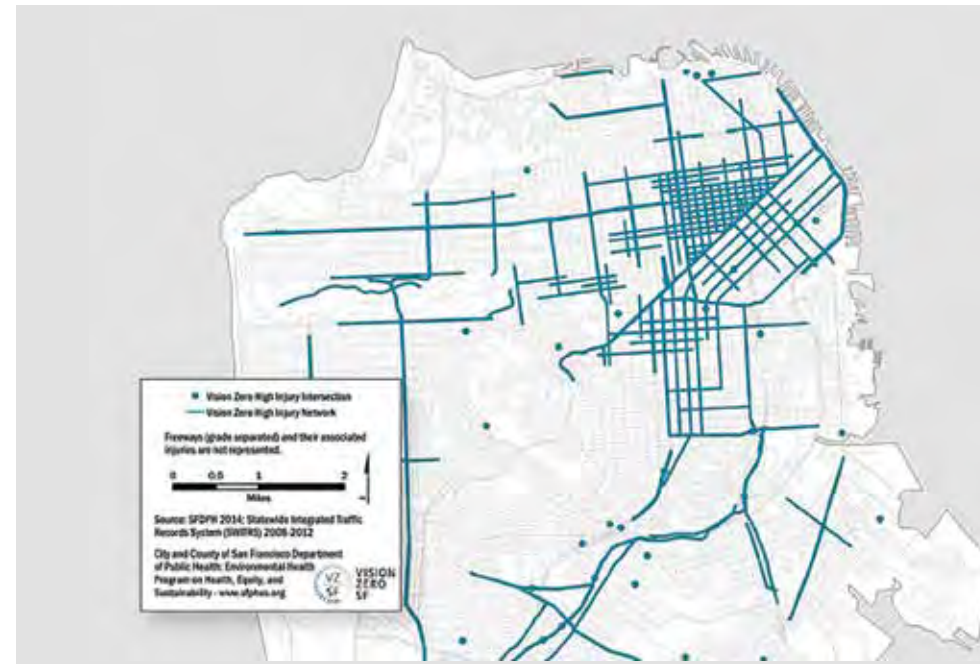 Vision Zero High Injury Intersection
Vision Zero High Injury Network
Freeways (grade separated) and their associated
injuries are not represented.
0 0.5 1 2
Miles
Source: SFDPH 2014; Statewide Integrated Traffic
Records System (SWITRS) 2008-2012
City and County of San Francisco Department
of Public Health: Environmental Health
Program on Health, Equity, and
Sustainability - www.sfphes.org
VZ
SF
VISION
ZERO
SF